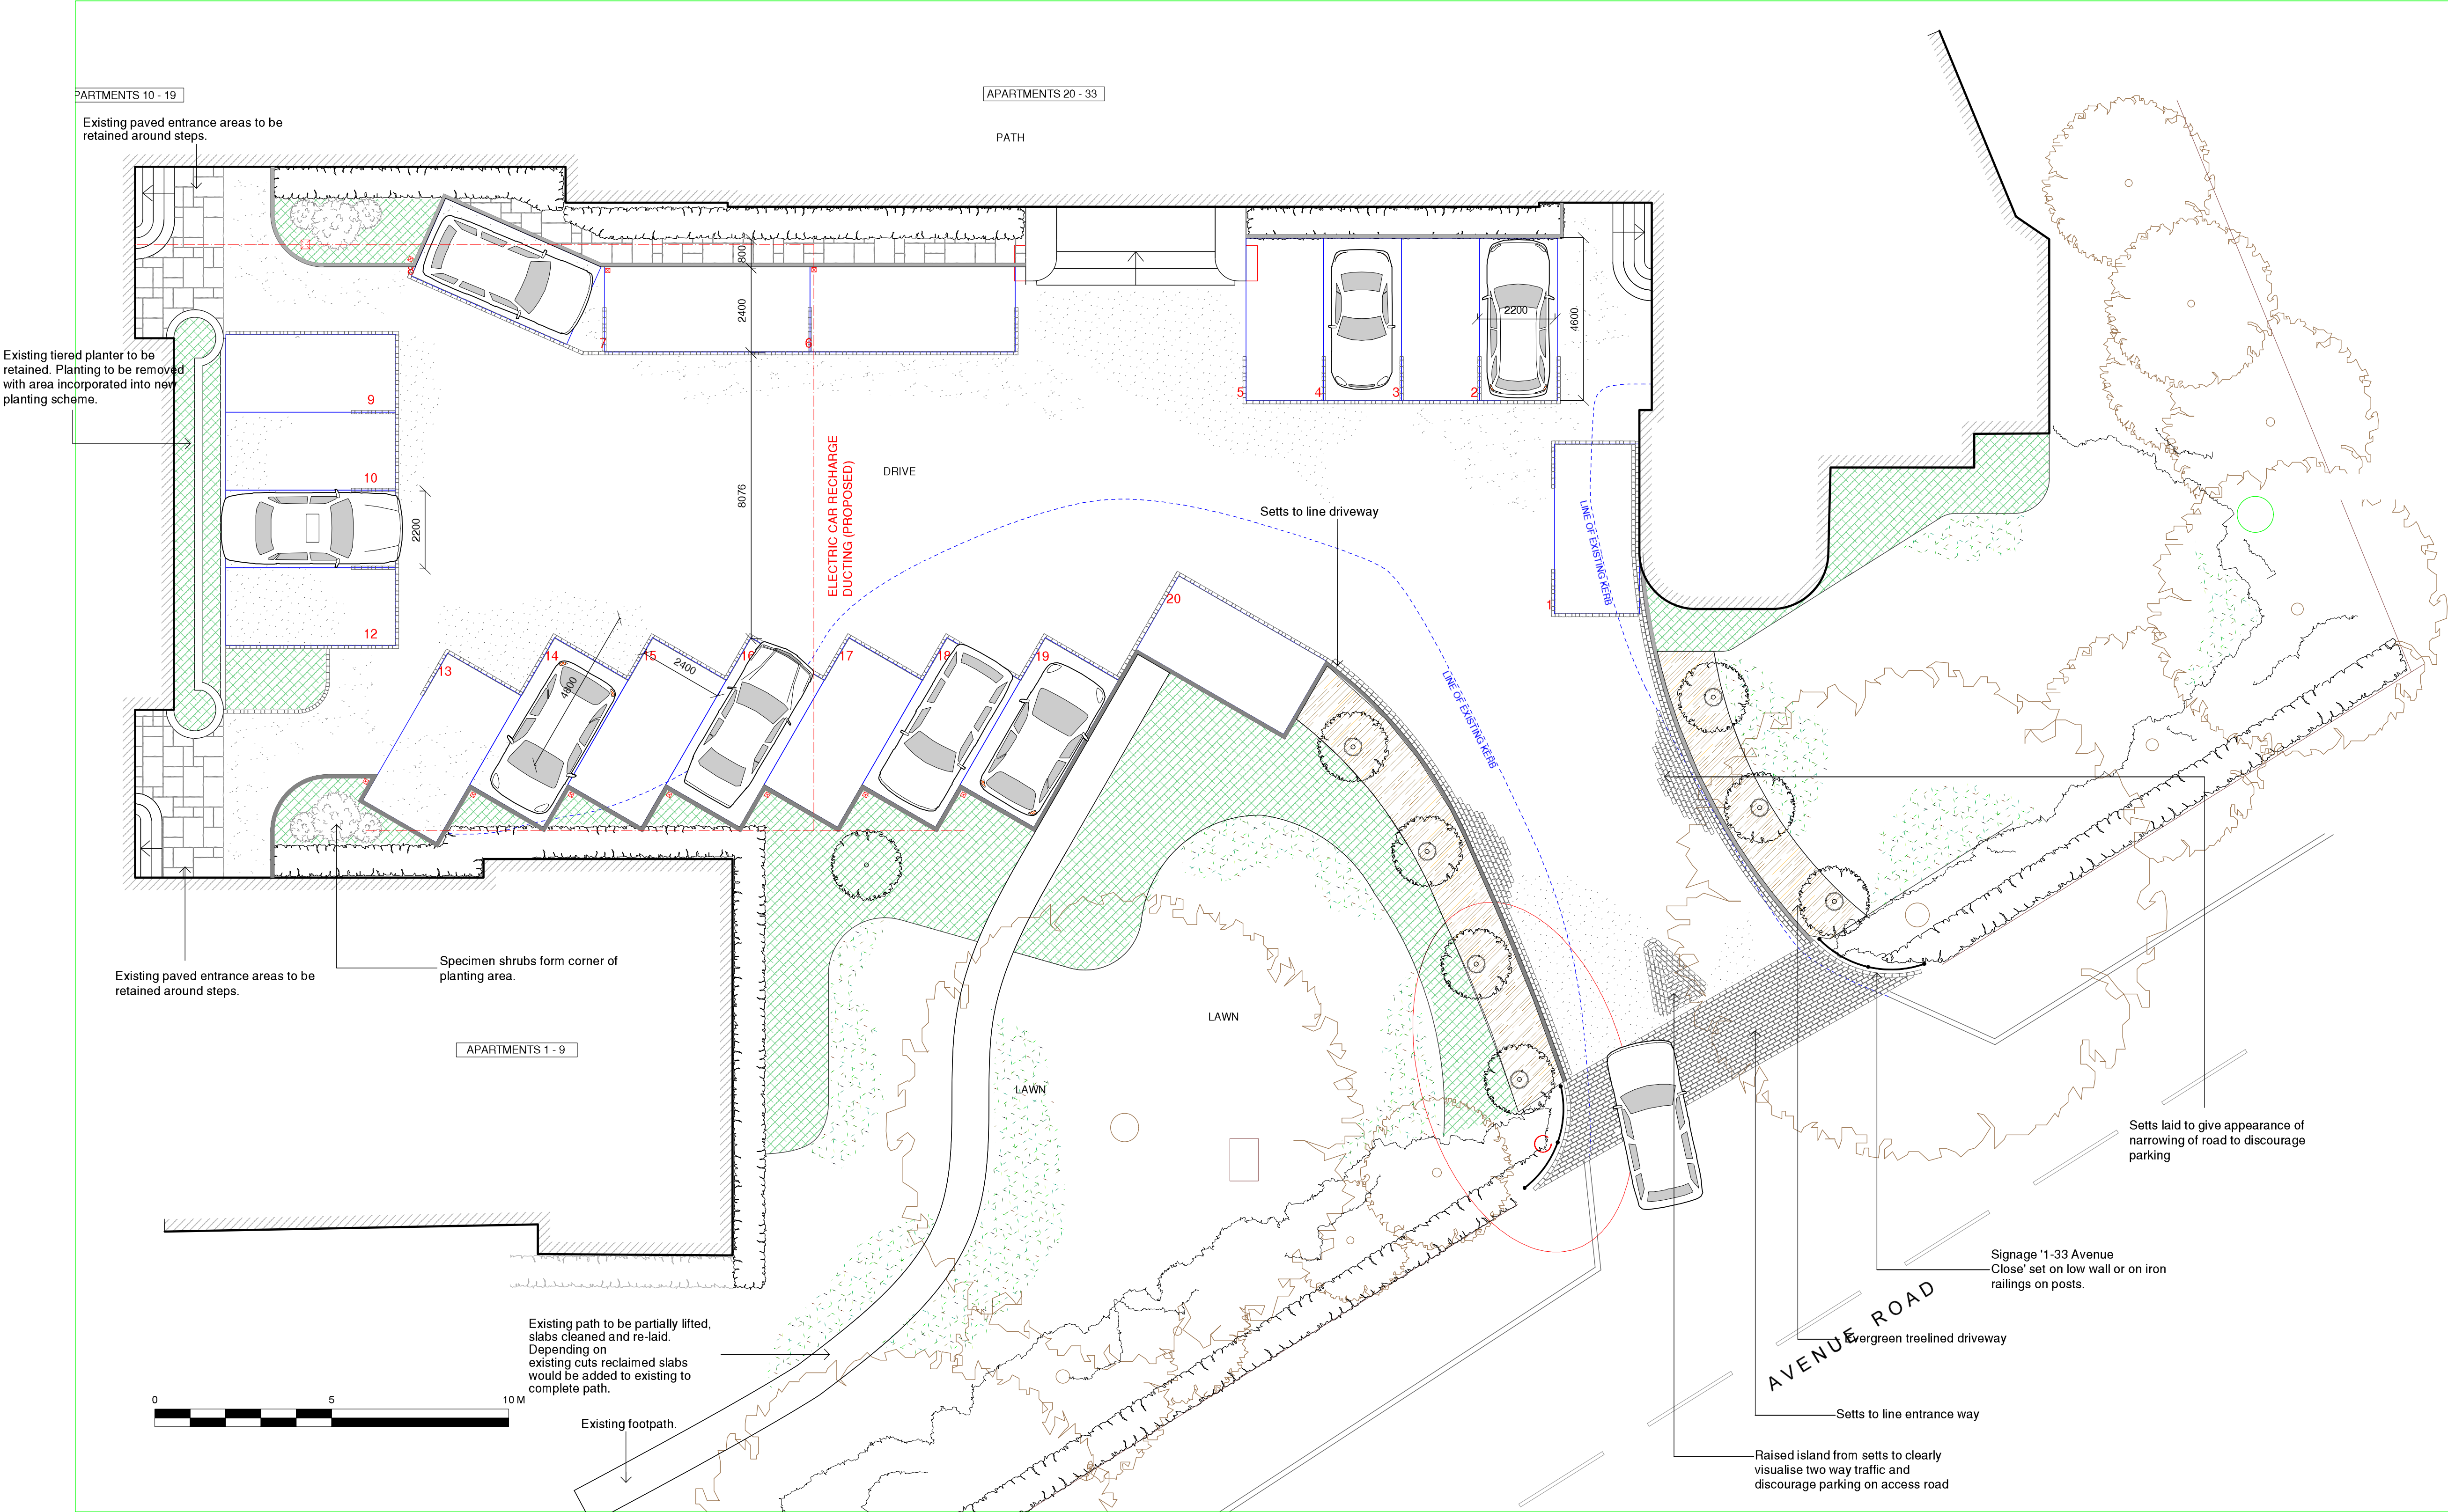 PARTMENTS 10 - 19
APARTMENTS 20 - 33
Existing paved entrance areas to be
retained around steps.
PATH
800
2400
8
7
6
5
4
3
2
2200
4600
Existing tiered planter to be
retained. Planting to be removed
with area incorporated into new
planting scheme.
9
10
2200
12
DRIVE
8076
ELECTRIC CAR RECHARGE
DUCTING (PROPOSED)
Setts to line driveway
LINE OF EXISTING KERB
1
20
13
14
15
16
17
18
19
4800
2400
LINE OF EXISTING KERB
Existing paved entrance areas to be
retained around steps.
Specimen shrubs form corner of
planting area.
APARTMENTS 1 - 9
LAWN
LAWN
Setts laid to give appearance of
narrowing of road to discourage
parking
Signage '1-33 Avenue
Close' set on low wall or on iron
railings on posts.
Evergreen treelined driveway
AVENUE ROAD
Existing path to be partially lifted,
slabs cleaned and re-laid.
Depending on
existing cuts reclaimed slabs
would be added to existing to
complete path.
0 5 10 M
Existing footpath.
Setts to line entrance way
Raised island from setts to clearly
visualise two way traffic and
discourage parking on access road